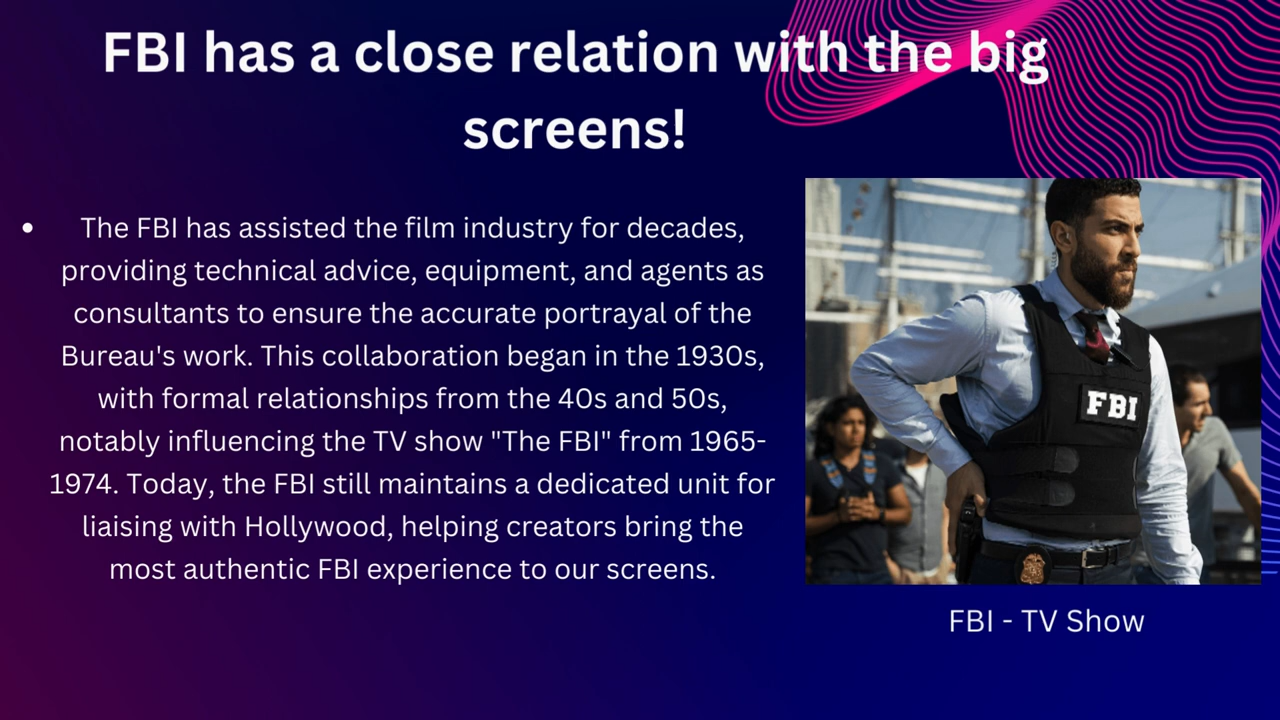 FBI has a close relation with the big
screens!
• The FBI has assisted the film industry for decades,
providing technical advice, equipment, and agents as
consultants to ensure the accurate portrayal of the
Bureau's work. This collaboration began in the 1930s,
with formal relationships from the 40s and 50s,
notably influencing the TV show "The FBI" from 1965-
1974. Today, the FBI still maintains a dedicated unit for
liaising with Hollywood, helping creators bring the
most authentic FBI experience to our screens.
FBI
FBI - TV Show